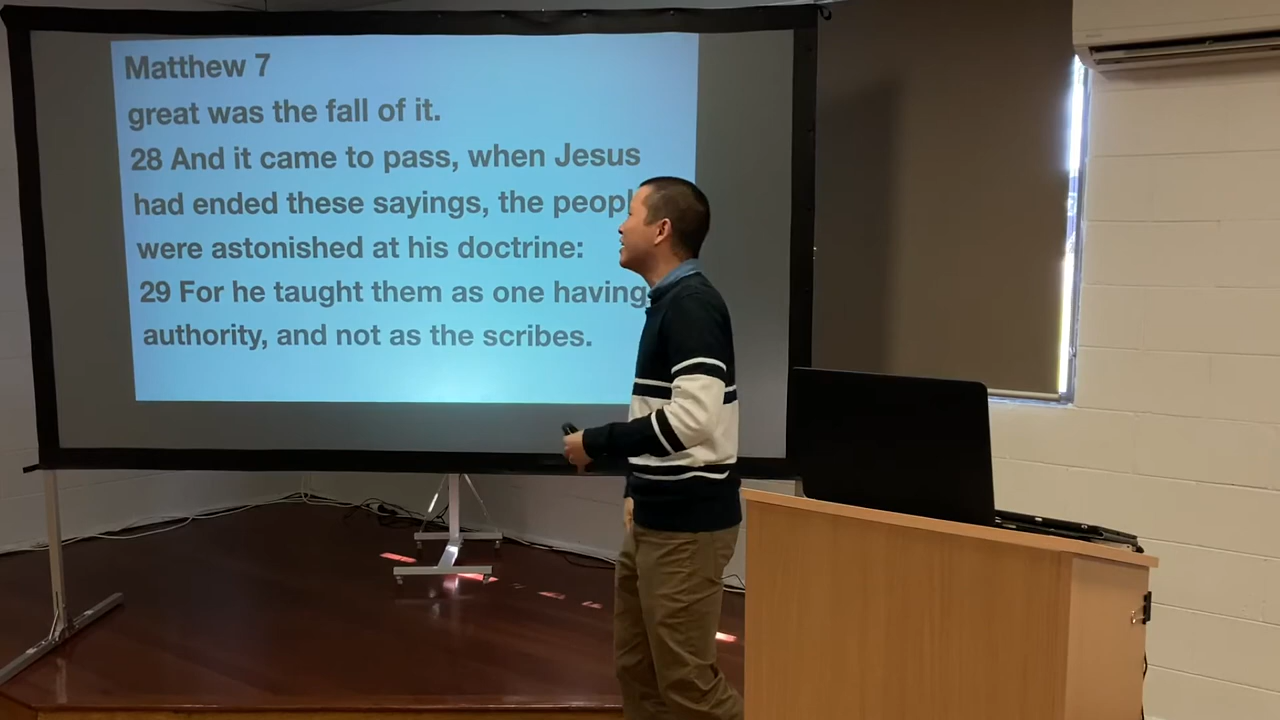 Matthew 7
great was the fall of it.
28 And it came to pass, when Jesus
had ended these sayings, the peopl
were astonished at his doctrine:
29 For he taught them as one having
authority, and not as the scribes.